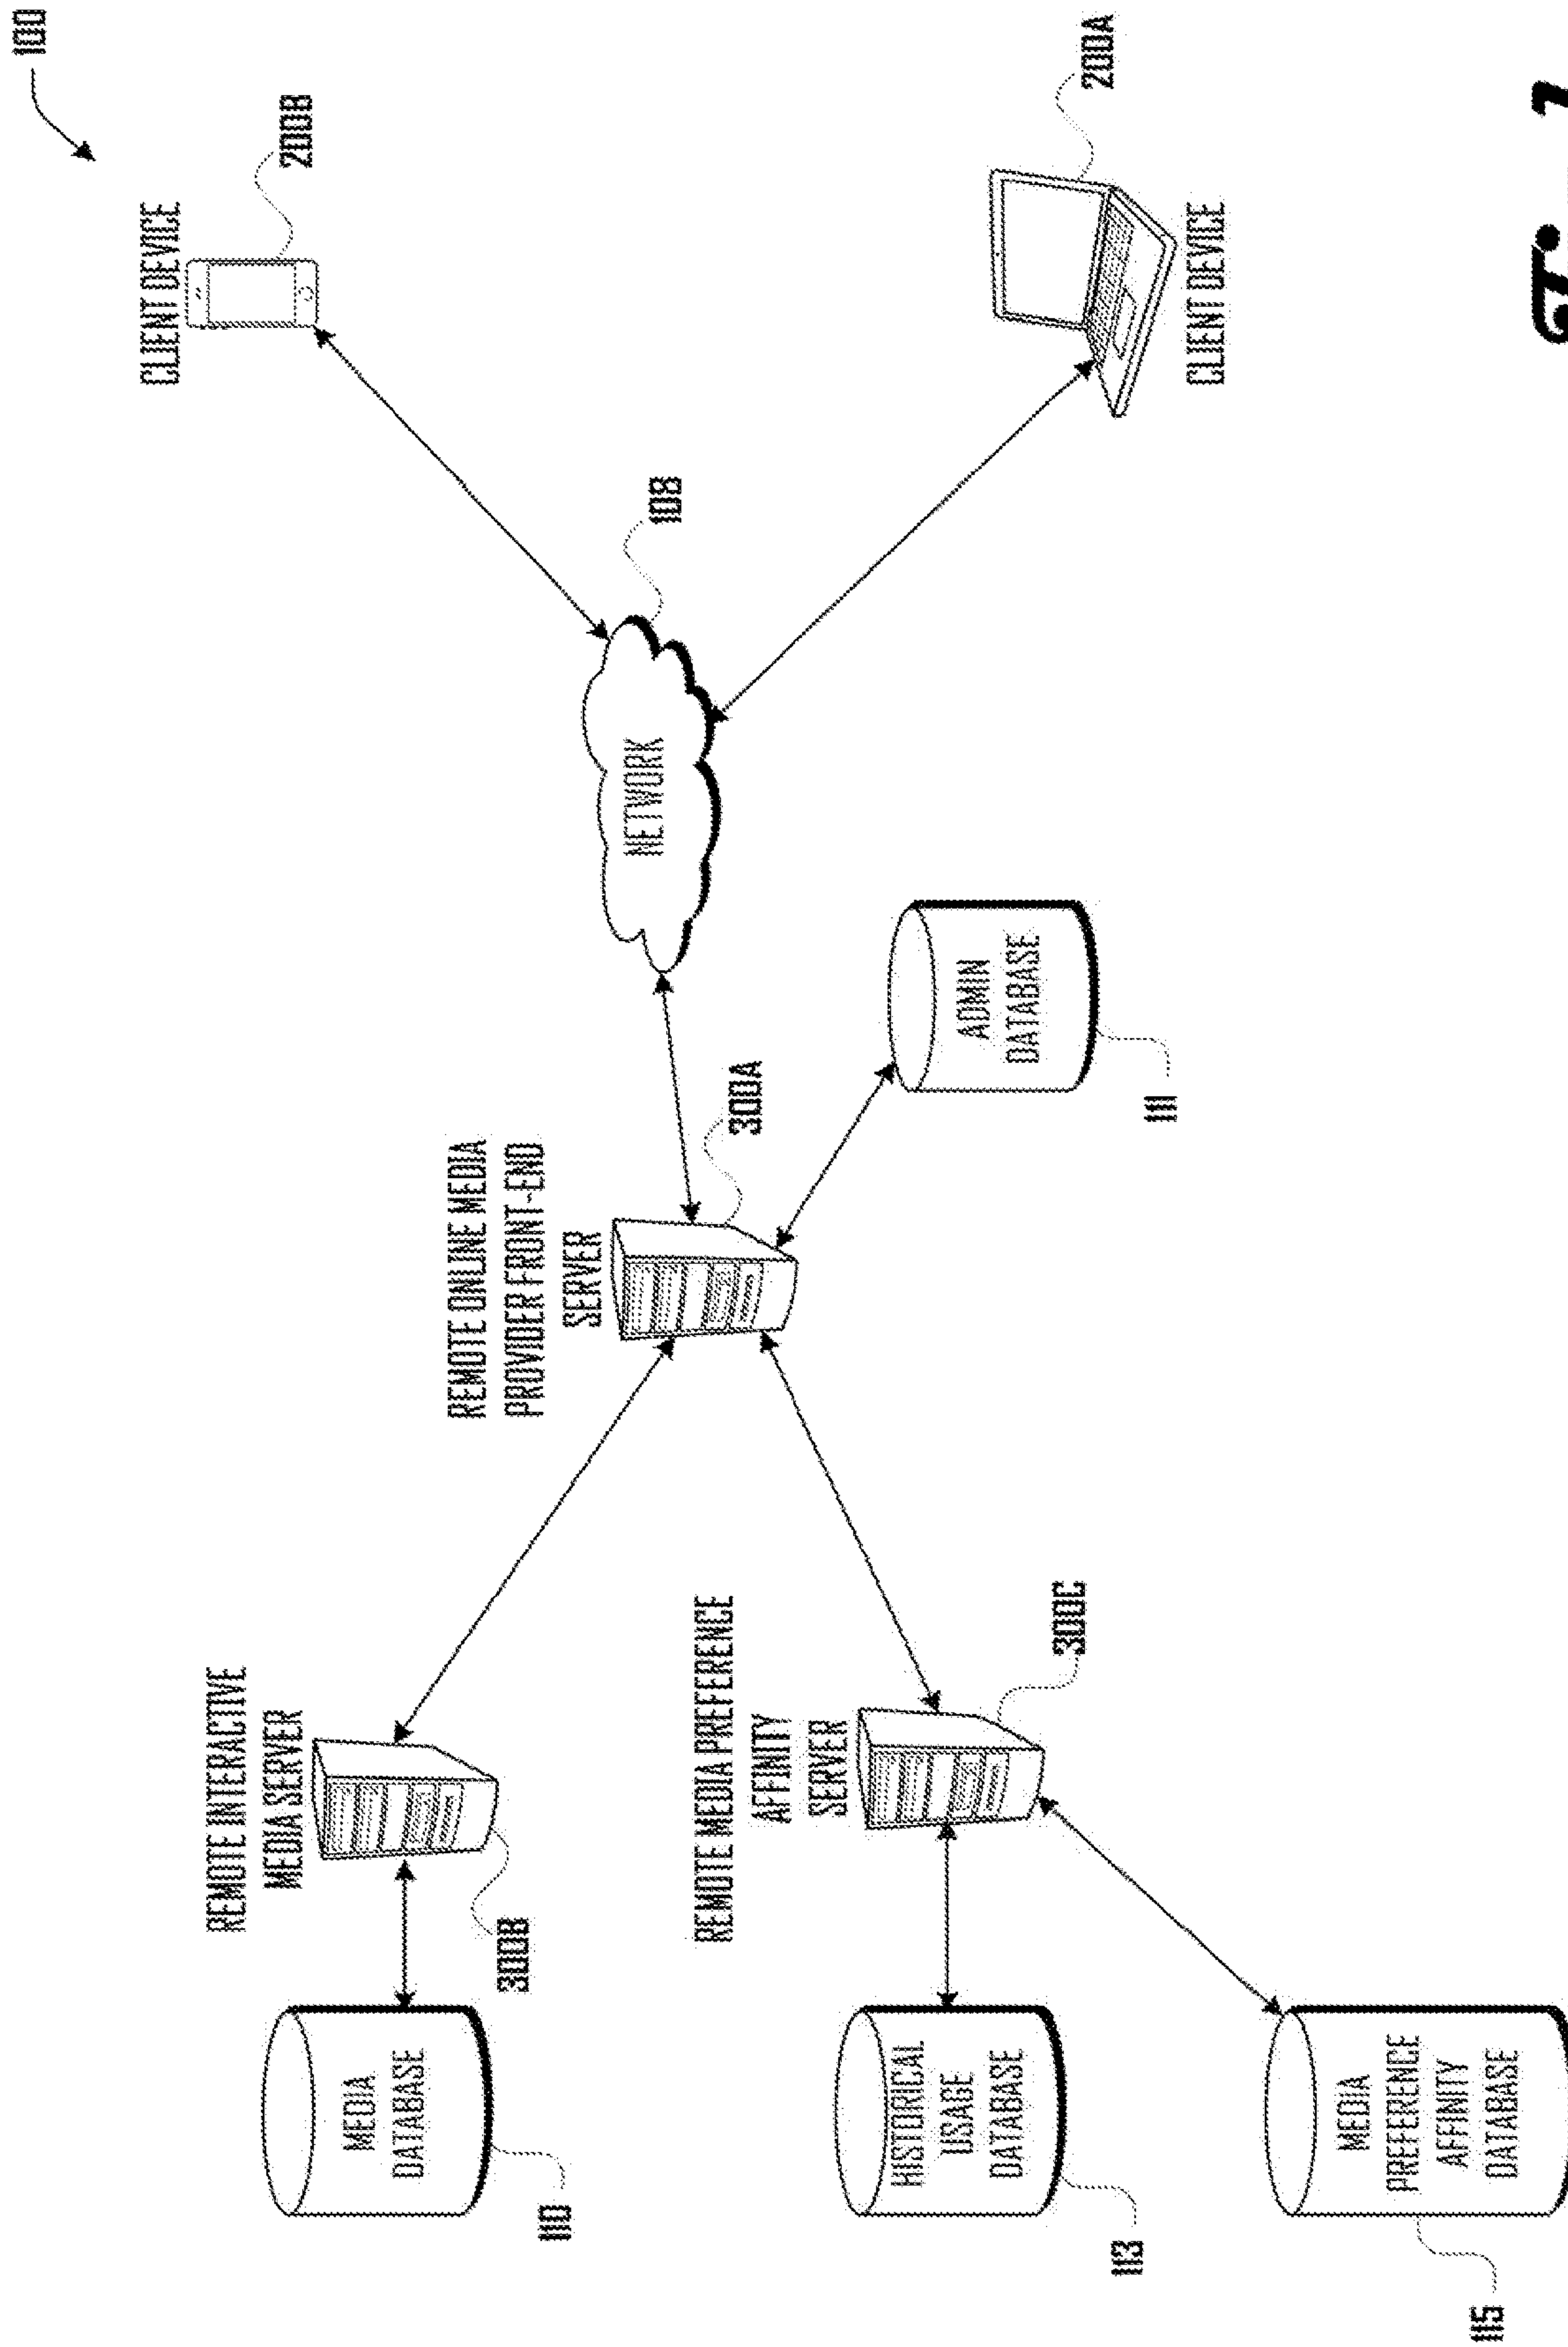 100
CLIENT DEVICE
200B
MEDIA
DATABASE
110
REMOTE INTERACTIVE
MEDIA SERVER
300B
REMOTE ONLINE MEDIA
PROVIDER FRONT-END
SERVER
300A
NETWORK
108
ADMIN
DATABASE
111
CLIENT DEVICE
200A
REMOTE MEDIA PREFERENCE
AFFINITY
SERVER
300C
HISTORICAL
USAGE
DATABASE
113
MEDIA
PREFERENCE
AFFINITY
DATABASE
115